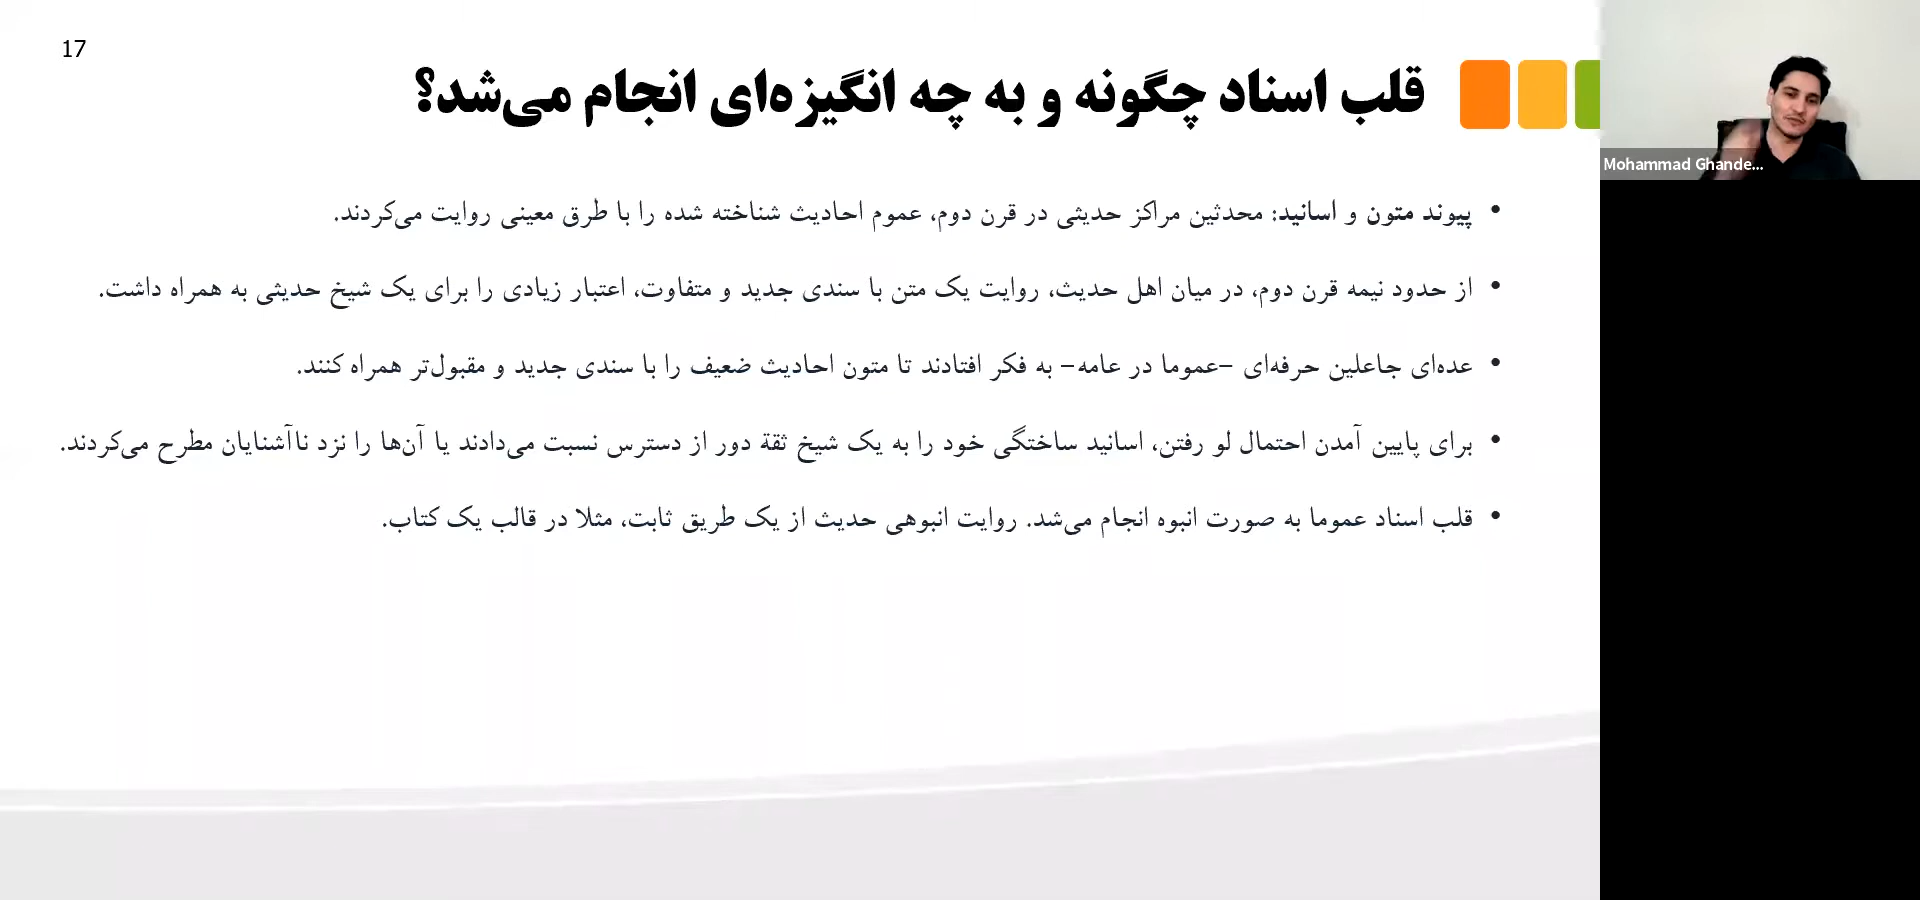 17
قلب اسناد چگونه و به چه انگیزه‌ای انجام می‌شد؟
Mohammad Ghande...
• پیوند متون و اسانید: محدثین مراکز حدیثی در قرن دوم، عموم احادیث شناخته شده را با طرق معینی روایت می‌کردند.
• از حدود نیمه قرن دوم، در میان اهل حدیث، روایت یک متن با سندی جدید و متفاوت، اعتبار زیادی را برای یک شیخ حدیثی به همراه داشت.
• عده‌ای جاعلین حرفه‌ای –عموما در عامه– به فکر افتادند تا متون احادیث ضعیف را با سندی جدید و مقبول‌تر همراه کنند.
• برای پایین آمدن احتمال لو رفتن، اسانید ساختگی خود را به یک شیخ ثقة دور از دسترس نسبت می‌دادند یا آن‌ها را نزد ناآشنایان مطرح می‌کردند.
• قلب اسناد عموما به صورت انبوه انجام می‌شد. روایت انبوهی حدیث از یک طریق ثابت، مثلا در قالب یک کتاب.